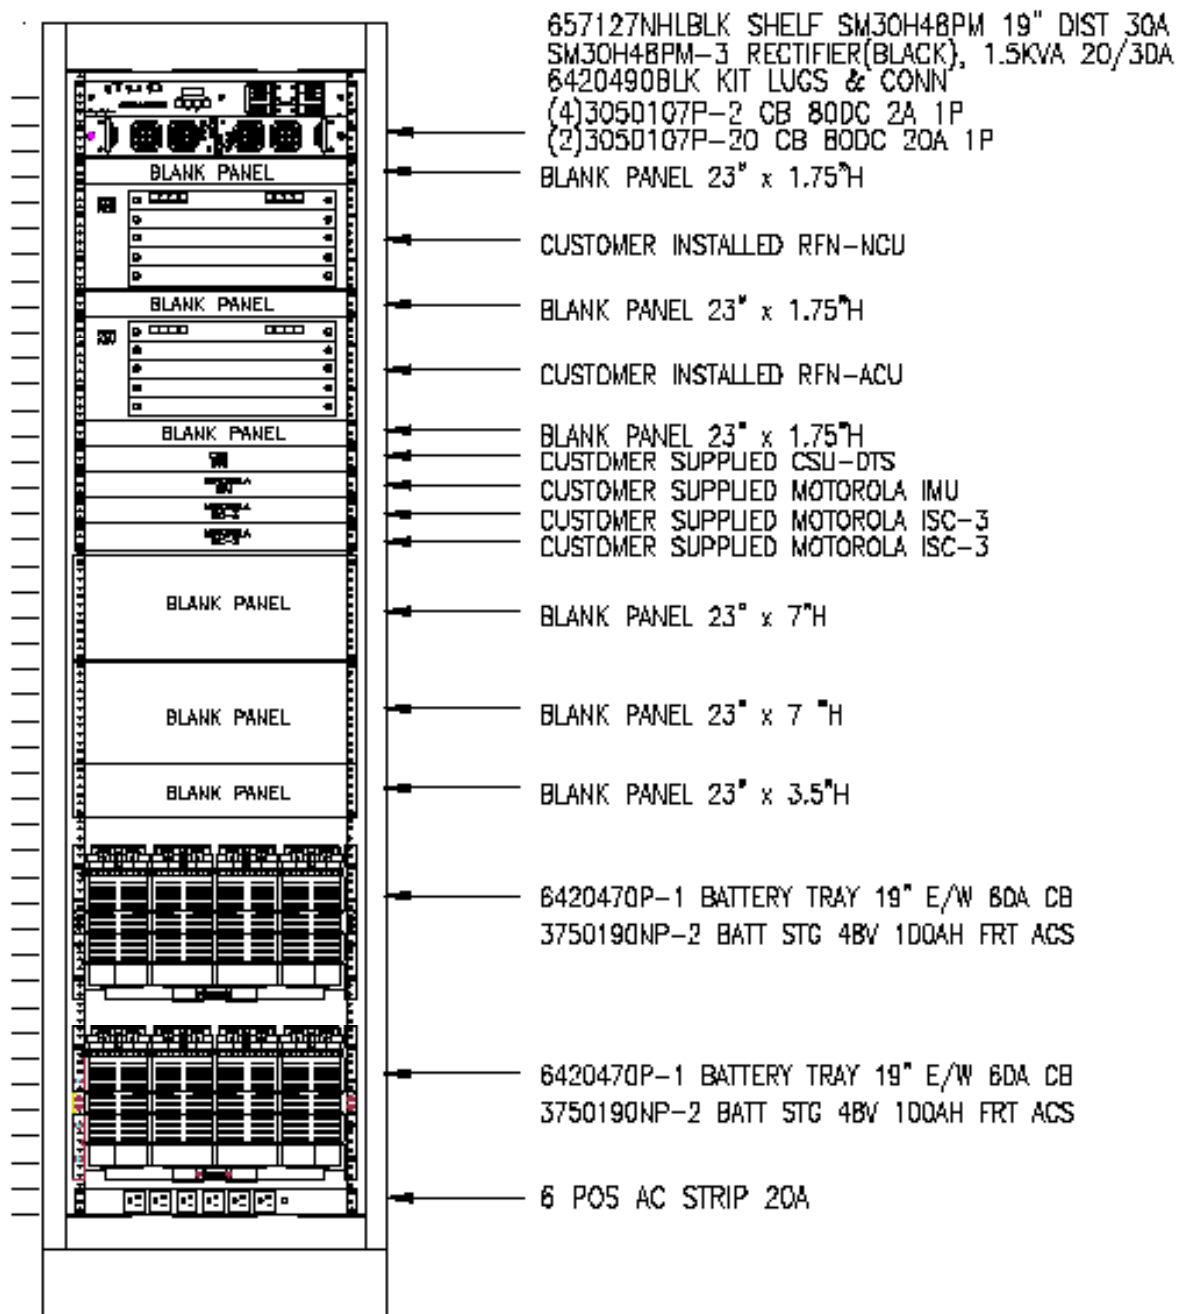 657127NHLBLK SHELF SM30H48PM 19" DIST 30A
SM30H48PM-3 RECTIFIER(BLACK), 1.5KVA 20/30A
6420490BLK KIT LUGS & CONN
(4)3050107P-2 CB 80DC 2A 1P
(2)3050107P-20 CB 80DC 20A 1P
BLANK PANEL
BLANK PANEL 23" x 1.75"H
CUSTOMER INSTALLED RFN-NCU
BLANK PANEL
BLANK PANEL 23" x 1.75"H
CUSTOMER INSTALLED RFN-ACU
BLANK PANEL
BLANK PANEL 23" x 1.75"H
CUSTOMER SUPPLIED CSU-DTS
CUSTOMER SUPPLIED MOTOROLA IMU
CUSTOMER SUPPLIED MOTOROLA ISC-3
CUSTOMER SUPPLIED MOTOROLA ISC-3
BLANK PANEL
BLANK PANEL 23" x 7"H
BLANK PANEL
BLANK PANEL 23" x 7 "H
BLANK PANEL
BLANK PANEL 23" x 3.5"H
6420470P-1 BATTERY TRAY 19" E/W 60A CB
3750190NP-2 BATT STG 48V 100AH FRT ACS
6420470P-1 BATTERY TRAY 19" E/W 60A CB
3750190NP-2 BATT STG 48V 100AH FRT ACS
6 POS AC STRIP 20A